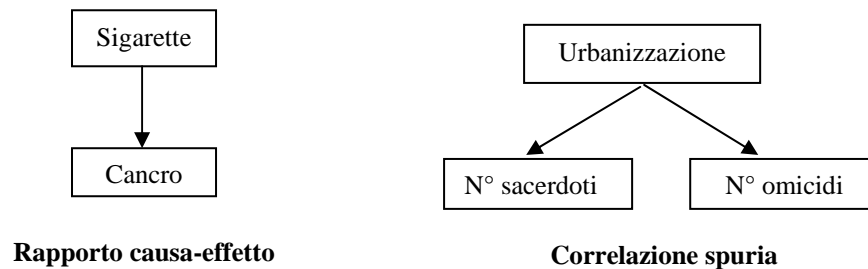 Sigarette
Cancro
Rapporto causa-effetto
Urbanizzazione
N° sacerdoti
N° omicidi
Correlazione spuria